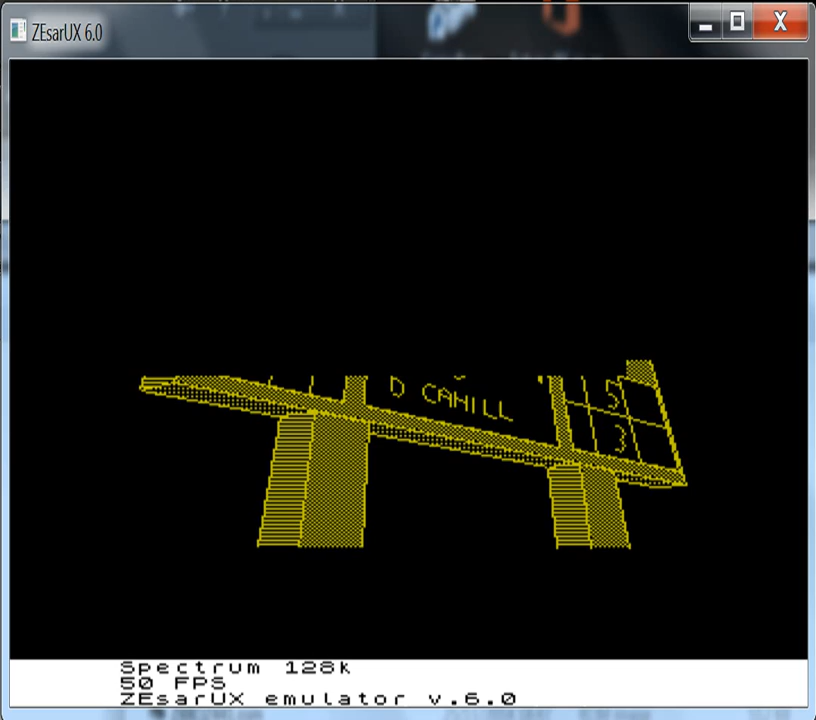 ZEsarUX 6.0
5
D CAHILL
3
Spectrum 128k
50 FPS
ZEsarUX emulator v.6.0